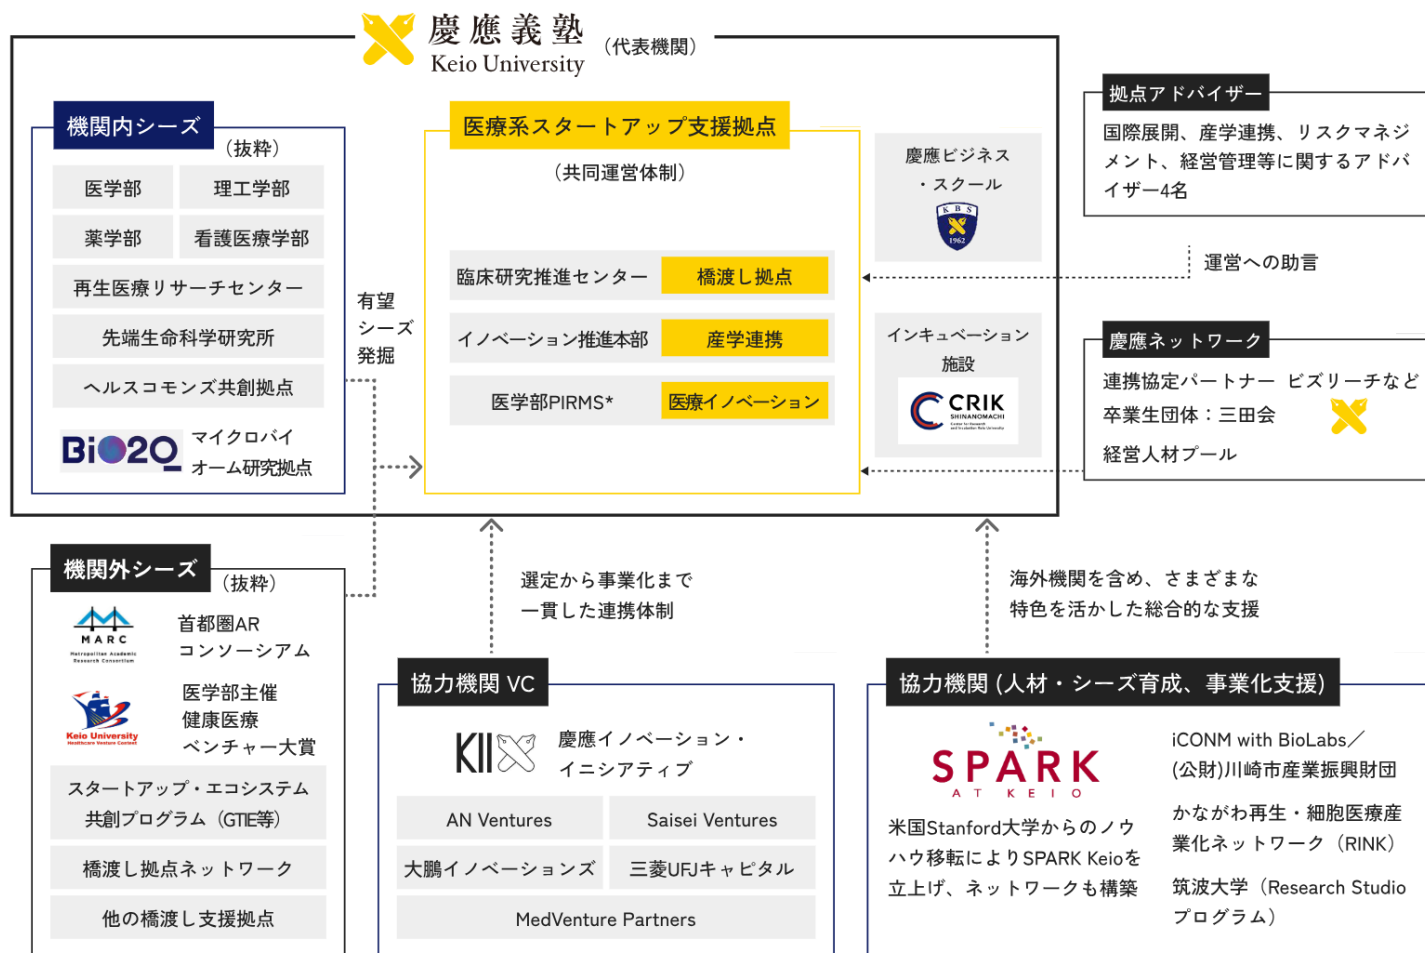 慶應義塾
Keio University
（代表機関）
機関内シーズ
（抜粋）
医学部
理工学部
薬学部
看護医療学部
再生医療リサーチセンター
先端生命科学研究所
ヘルスコモンズ共創拠点
Bio2Q
マイクロバイ
オーム研究拠点
有望
シーズ
発掘
医療系スタートアップ支援拠点
（共同運営体制）
臨床研究推進センター
橋渡し拠点
イノベーション推進本部
産学連携
医学部PIRMS*
医療イノベーション
慶應ビジネス
・スクール
KBS
1962
インキュベーション
施設
CRIK
SHINANOMACHI
Center for Research
and Incubation Keio University
拠点アドバイザー
国際展開、産学連携、リスクマネジ
メント、経営管理等に関するアドバ
イザー4名
運営への助言
慶應ネットワーク
連携協定パートナー ビズリーチなど
卒業生団体：三田会
経営人材プール
機関外シーズ
（抜粋）
MARC
Metropolitan Academic
Research Consortium
首都圏AR
コンソーシアム
Keio University
Healthcare Venture Contest
医学部主催
健康医療
ベンチャー大賞
スタートアップ・エコシステム
共創プログラム（GTIE等）
橋渡し拠点ネットワーク
他の橋渡し支援拠点
選定から事業化まで
一貫した連携体制
協力機関 VC
KII
慶應イノベーション・
イニシアティブ
AN Ventures
Saisei Ventures
大鵬イノベーションズ
三菱UFJキャピタル
MedVenture Partners
海外機関を含め、さまざまな
特色を活かした総合的な支援
協力機関 (人材・シーズ育成、事業化支援)
SPARK
AT KEIO
米国Stanford大学からのノウ
ハウ移転によりSPARK Keioを
立上げ、ネットワークも構築
iCONM with BioLabs／
(公財)川崎市産業振興財団
かながわ再生・細胞医療産
業化ネットワーク（RINK）
筑波大学（Research Studio
プログラム）